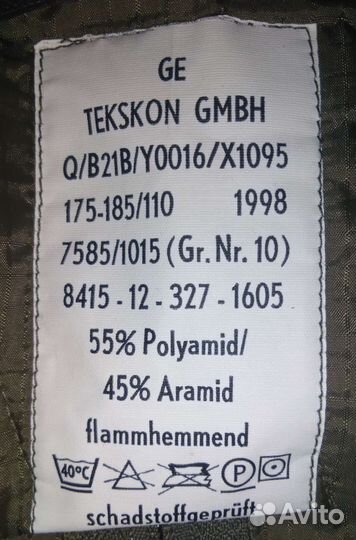 GE
TEKSKON GMBH
Q/B21B/Y0016/X1095
175-185/110 1998
7585/1015 (Gr. Nr. 10)
8415 - 12 - 327 - 1605
55% Polyamid/
45% Aramid
flammhemmend
40°C P
schadstoffgeprüft
Avito